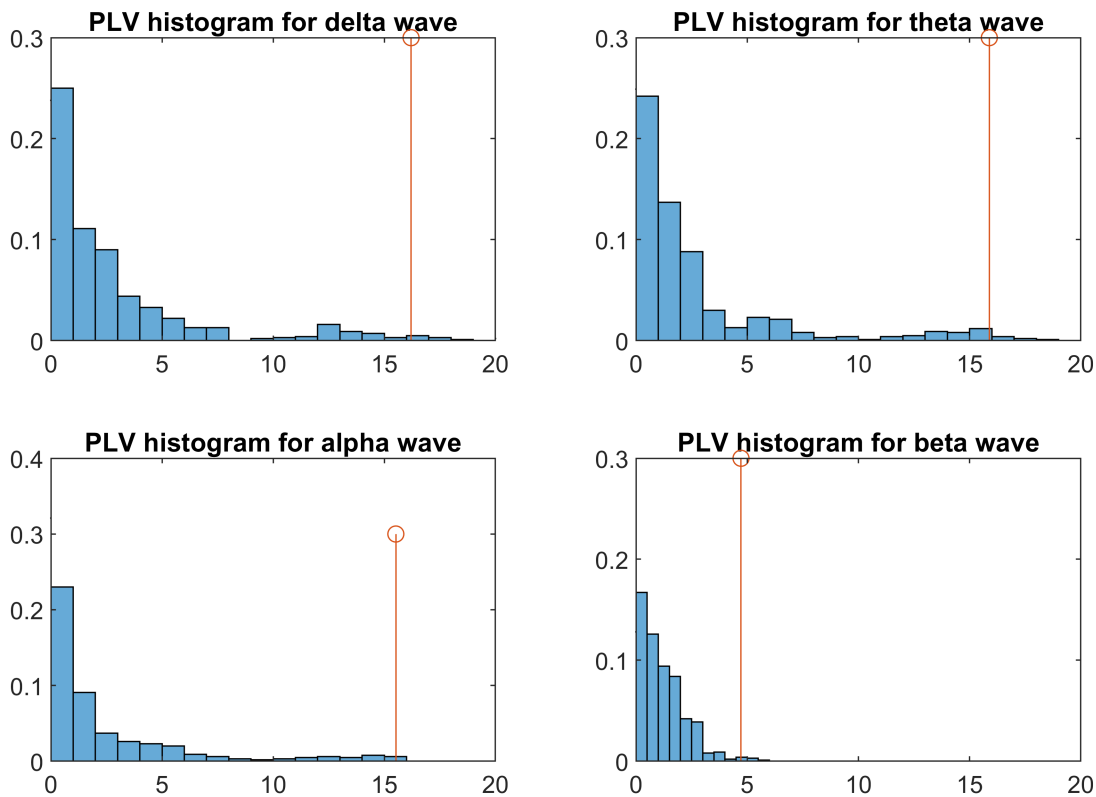 PLV histogram for delta wave
0.3
0.2
0.1
0
0 5 10 15 20
PLV histogram for theta wave
0.3
0.2
0.1
0
0 5 10 15 20
PLV histogram for alpha wave
0.4
0.3
0.2
0.1
0
0 5 10 15 20
PLV histogram for beta wave
0.3
0.2
0.1
0
0 5 10 15 20